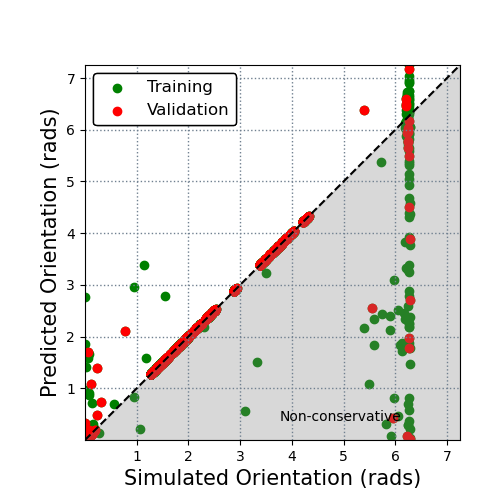 Training
Validation
7
6
5
4
3
2
1
Predicted Orientation (rads)
Non-conservative
1 2 3 4 5 6 7
Simulated Orientation (rads)